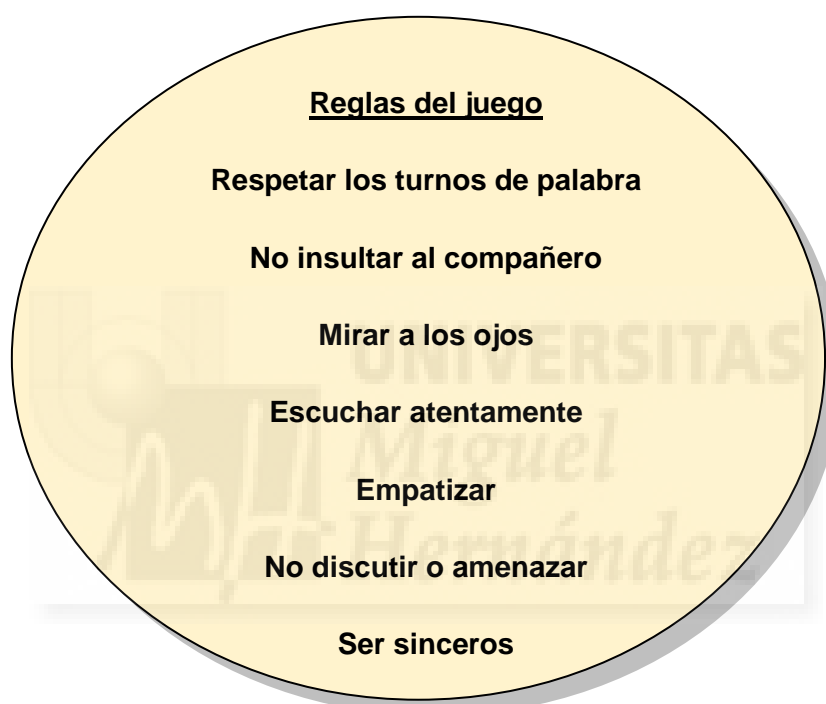 Reglas del juego
Respetar los turnos de palabra
No insultar al compañero
Mirar a los ojos
Escuchar atentamente
Empatizar
No discutir o amenazar
Ser sinceros
UNIVERSITAS
Miguel
Hernández